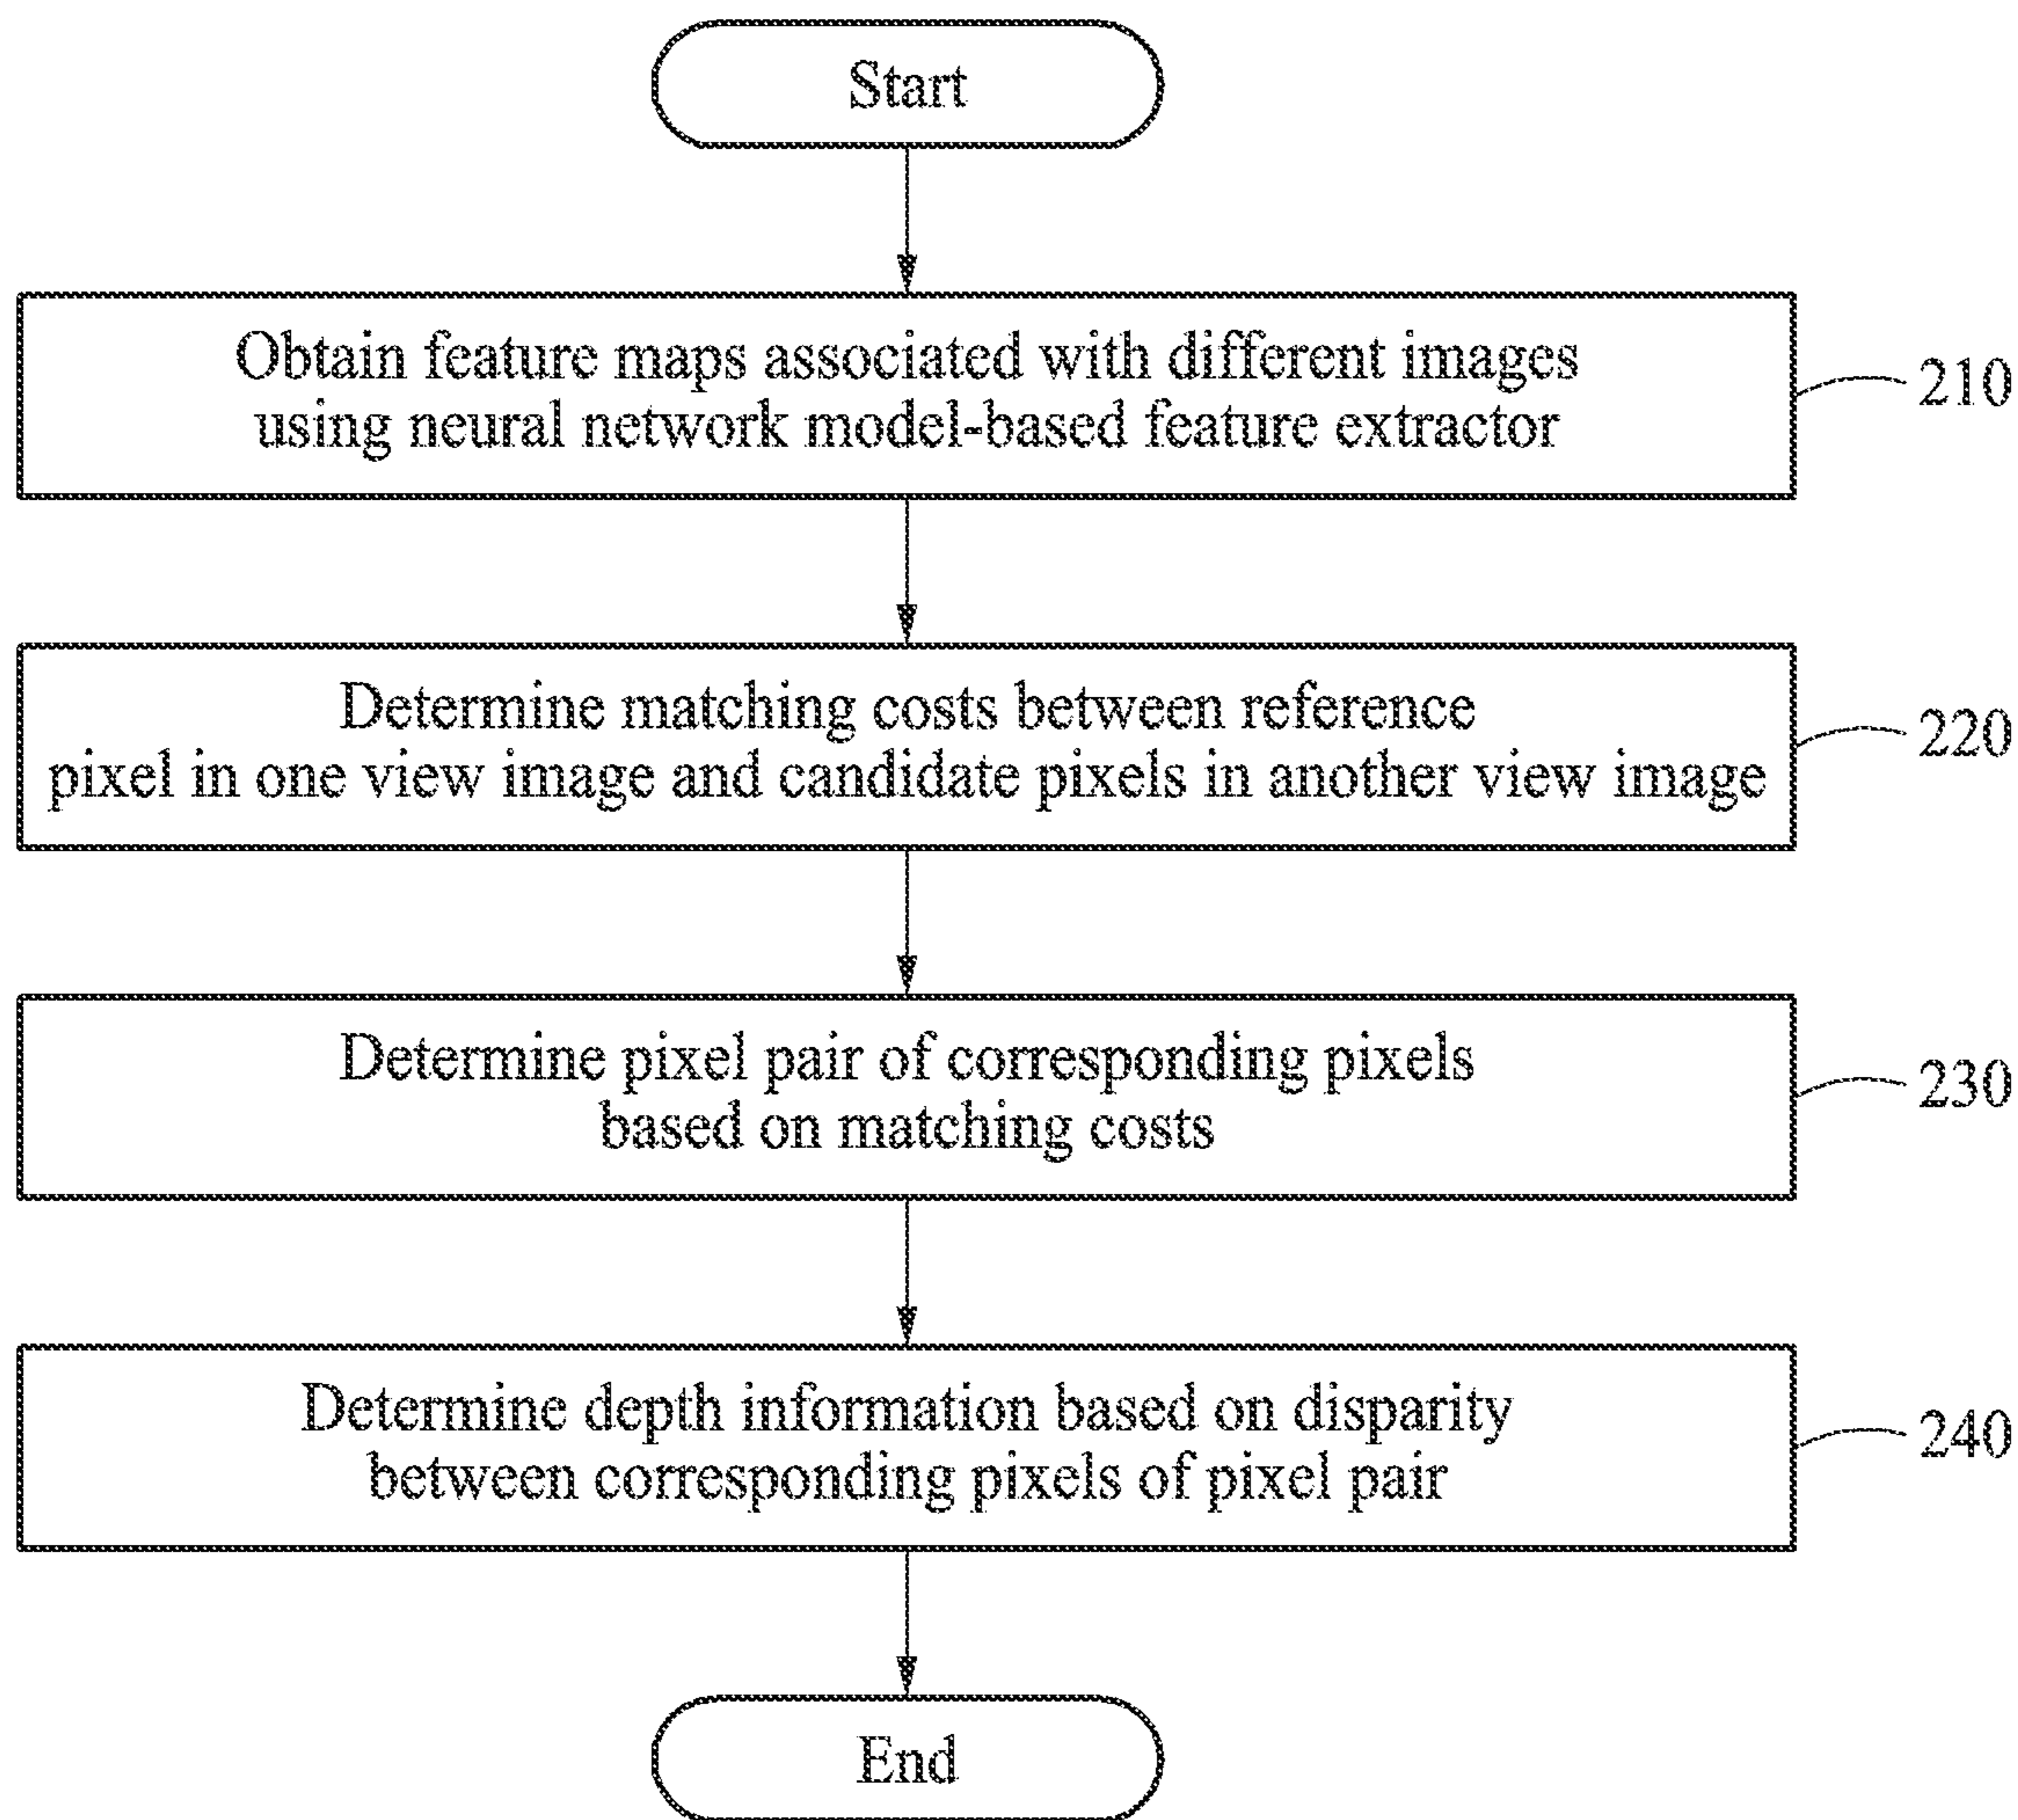 Start
Obtain feature maps associated with different images
using neural network model-based feature extractor
210
Determine matching costs between reference
pixel in one view image and candidate pixels in another view image
220
Determine pixel pair of corresponding pixels
based on matching costs
230
Determine depth information based on disparity
between corresponding pixels of pixel pair
240
End